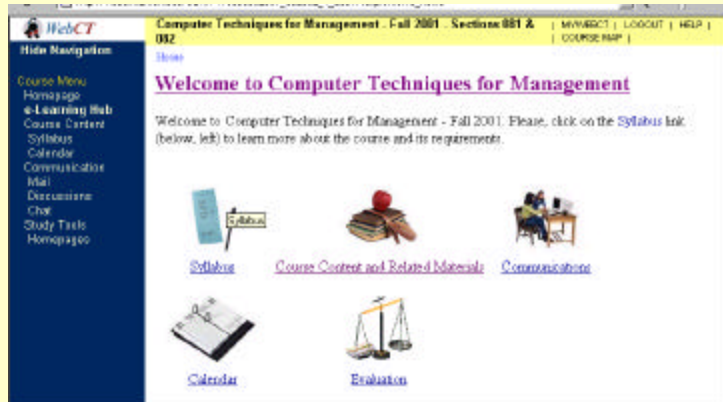 WebCT
Computer Techniques for Management - Fall 2001 - Sections 081 &
082
| MYWEBCT | LOGOUT | HELP |
| COURSE MAP |
Hide Navigation
Home
Course Menu
Homepage
e-Learning Hub
Course Content
Syllabus
Calendar
Communication
Mail
Discussions
Chat
Study Tools
Homepages
Welcome to Computer Techniques for Management
Welcome to Computer Techniques for Management - Fall 2001. Please, click on the Syllabus link
(below, left) to learn more about the course and its requirements.
Syllabus
Syllabus
Course Content and Related Materials
Communications
Calendar
Evaluation